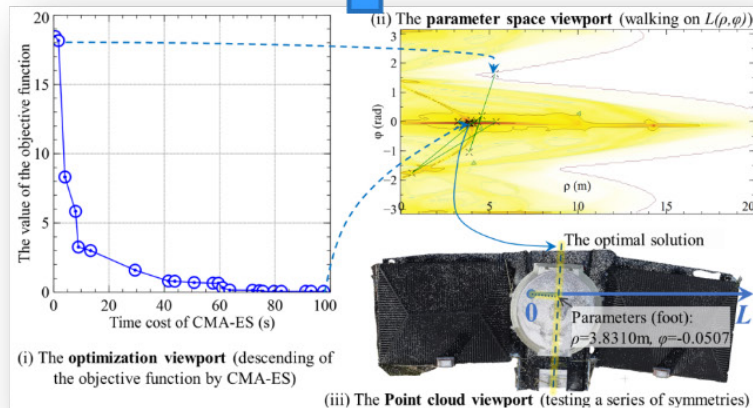 (ii) The parameter space viewport (walking on L(ρ,φ))
20
15
10
5
0
The value of the objective function
0 20 40 60 80 100
Time cost of CMA-ES (s)
(i) The optimization viewport (descending of
the objective function by CMA-ES)
3
2
1
0
−1
−2
−3
φ (rad)
ρ (m)
0 5 10 15 20
The optimal solution
0
L
Parameters (foot):
ρ=3.8310m, φ=-0.0507
(iii) The Point cloud viewport (testing a series of symmetries)